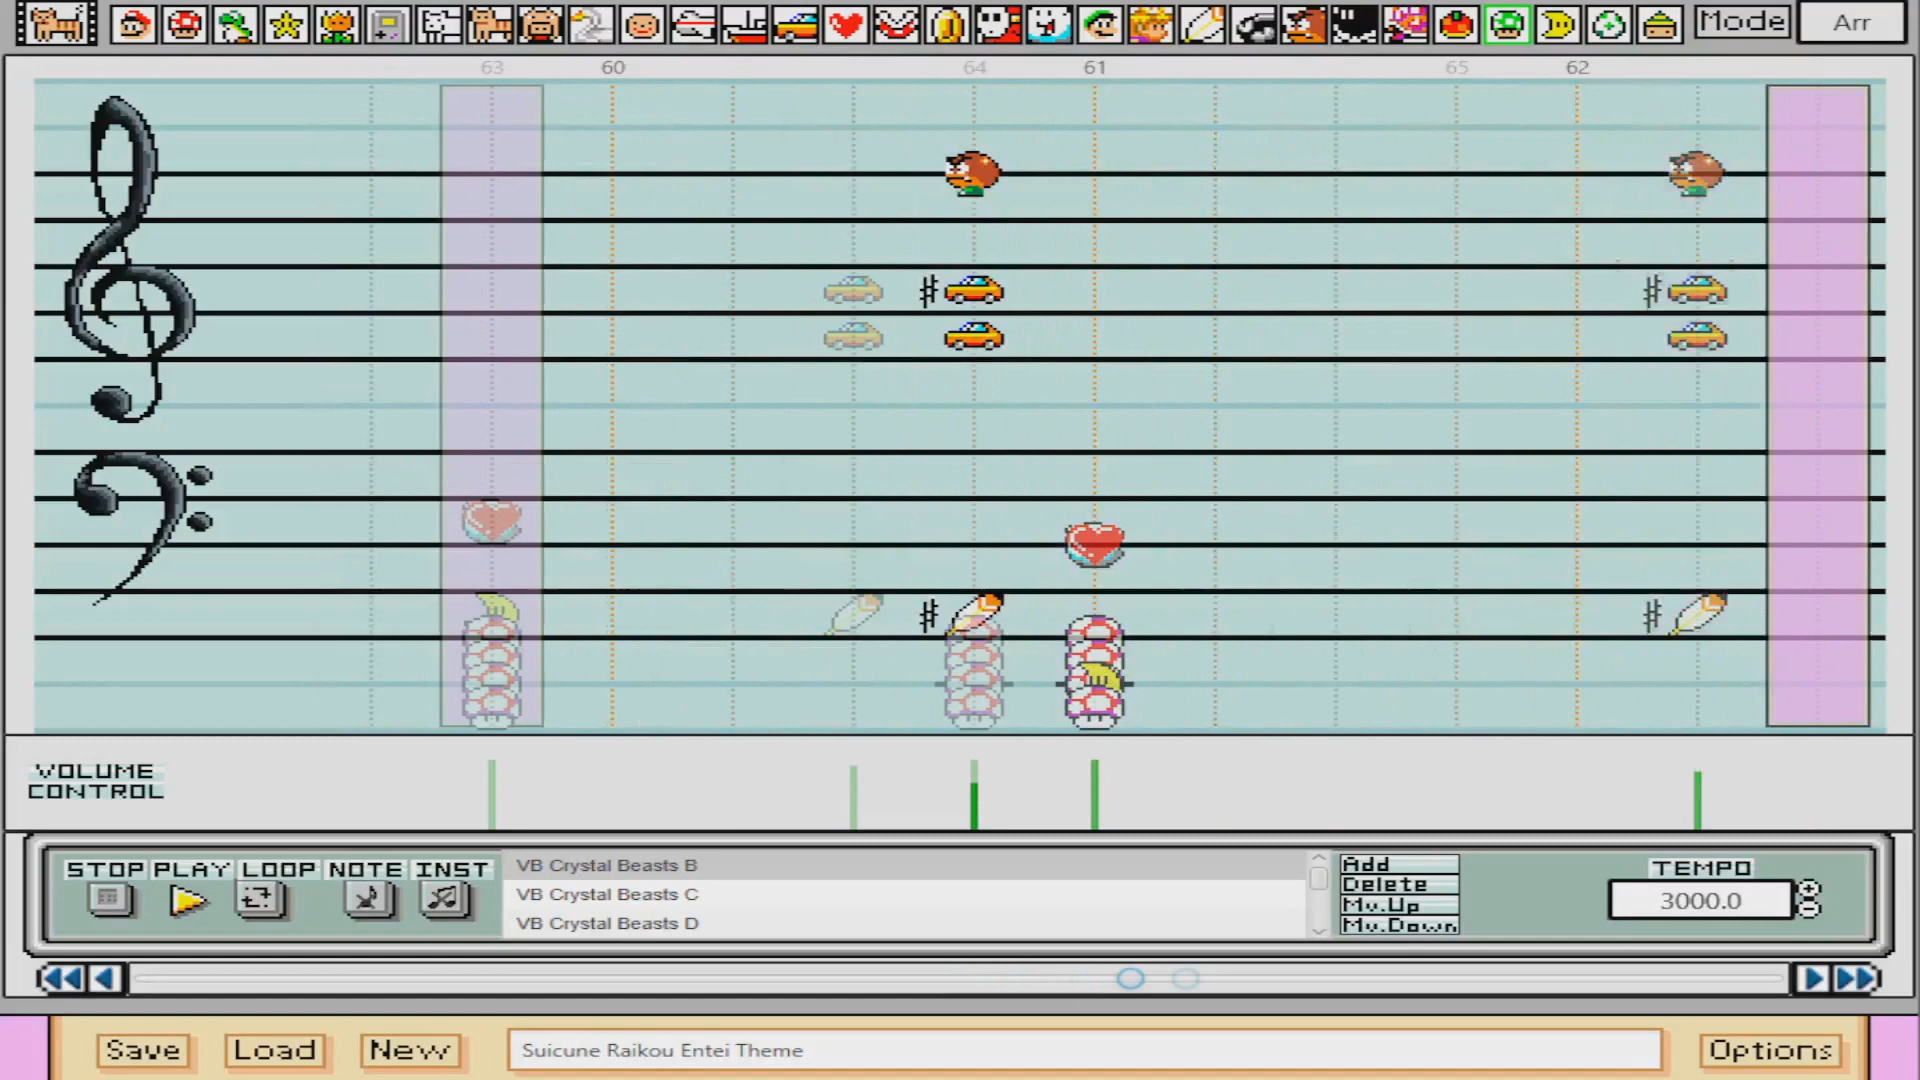 Mode
Arr
63 60 64 61 65 62
VOLUME
CONTROL
STOP PLAY LOOP NOTE INST
VB Crystal Beasts B
VB Crystal Beasts C
VB Crystal Beasts D
Add
Delete
Mv.Up
Mv.Down
TEMPO
3000.0
Save
Load
New
Suicune Raikou Entei Theme
Options